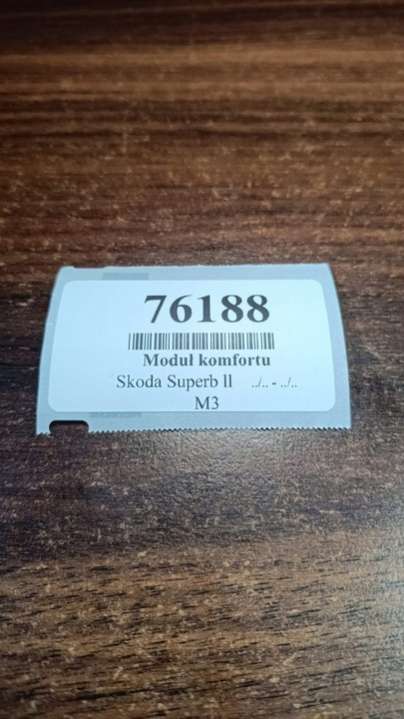 76188
Moduł komfortu
Skoda Superb ll ../.. - ../..
M3